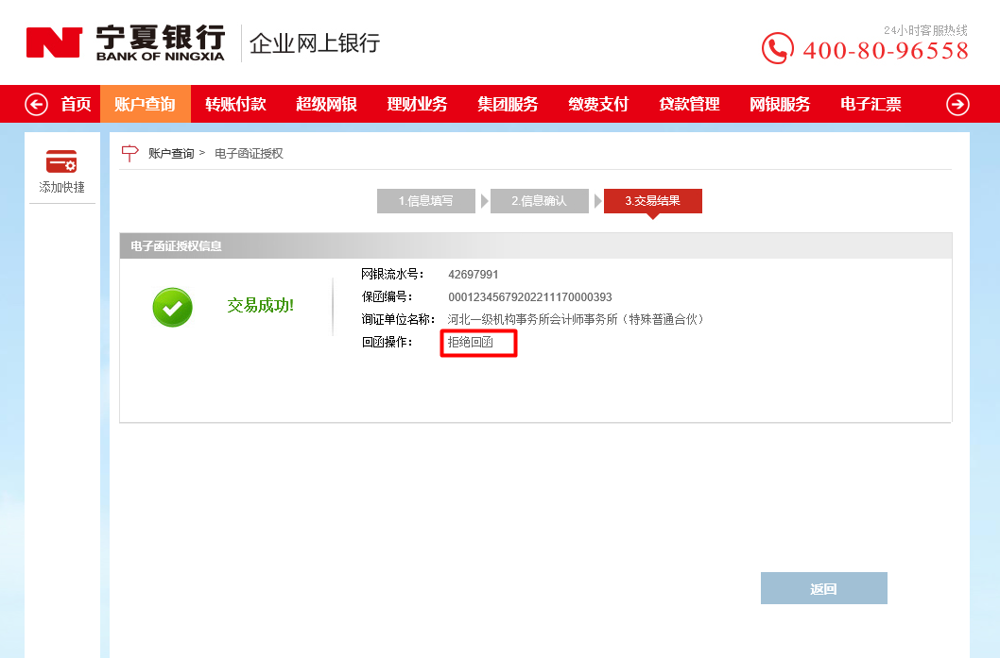 宁夏银行
BANK OF NINGXIA
企业网上银行
24小时客服热线
400-80-96558
首页 账户查询 转账付款 超级网银 理财业务 集团服务 缴费支付 贷款管理 网银服务 电子汇票
添加快捷
账户查询 > 电子函证授权
1.信息填写 2.信息确认 3.交易结果
电子函证授权信息
交易成功!
网银流水号: 42697991
保函编号: 00012345679202211170000393
询证单位名称: 河北一级机构事务所会计师事务所（特殊普通合伙）
回函操作: 拒绝回函
返回